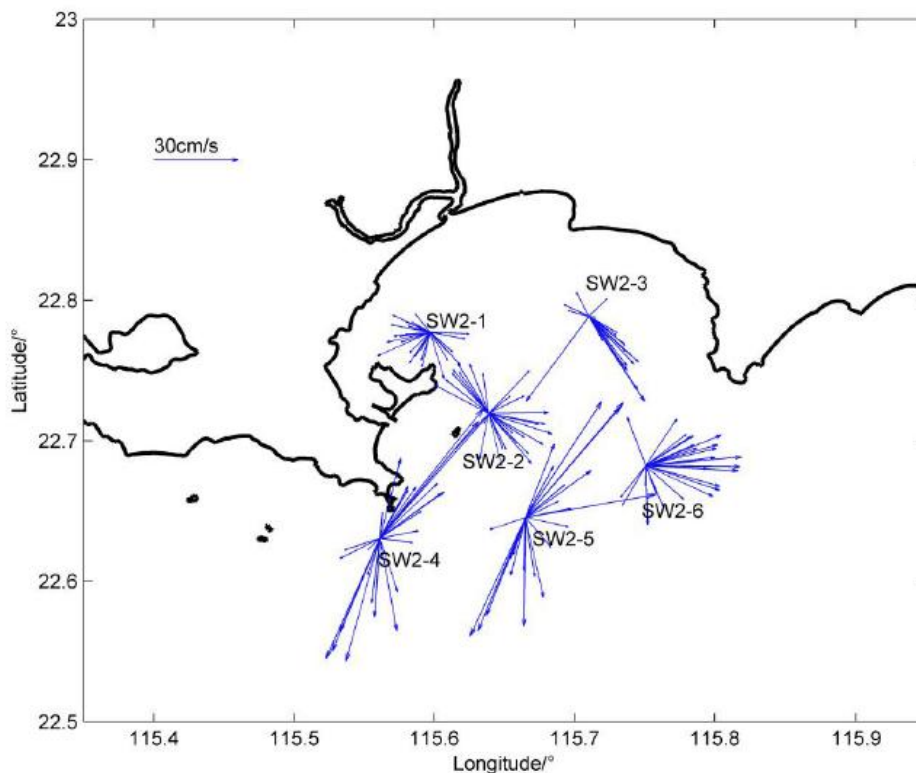 23
30cm/s
22.9
22.8
SW2-3
SW2-1
Latitude/°
22.7
SW2-2
SW2-6
SW2-5
SW2-4
22.6
22.5
115.4 115.5 115.6 115.7 115.8 115.9
Longitude/°